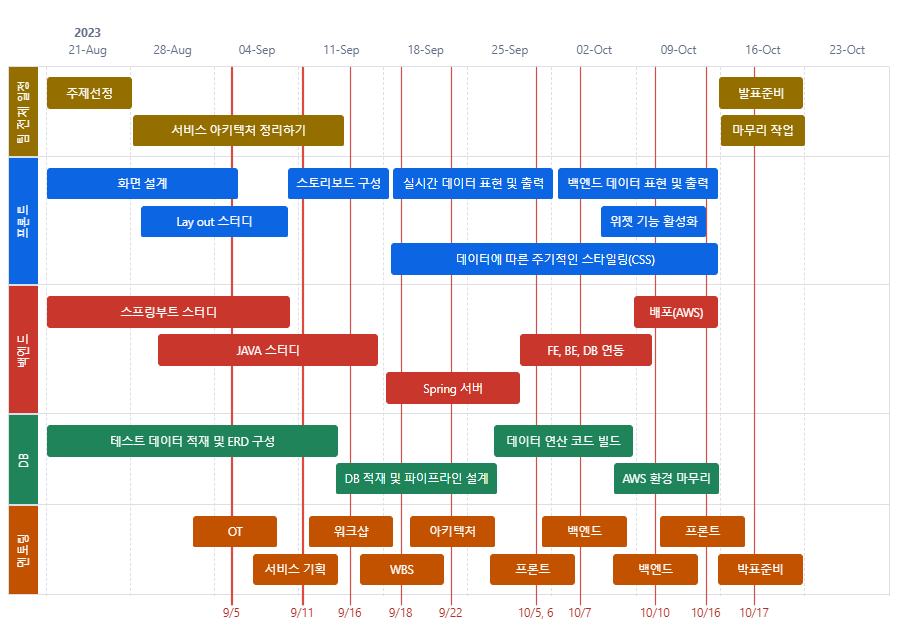 2023
21-Aug 28-Aug 04-Sep 11-Sep 18-Sep 25-Sep 02-Oct 09-Oct 16-Oct 23-Oct
팀 전체 일정
주제선정 발표준비
서비스 아키텍처 정리하기 마무리 작업
프론트
화면 설계 스토리보드 구성 실시간 데이터 표현 및 출력 백엔드 데이터 표현 및 출력
Lay out 스터디 위젯 기능 활성화
데이터에 따른 주기적인 스타일링(CSS)
백엔드
스프링부트 스터디 배포(AWS)
JAVA 스터디 FE, BE, DB 연동
Spring 서버
DB
테스트 데이터 적재 및 ERD 구성 데이터 연산 코드 빌드
DB 적재 및 파이프라인 설계 AWS 환경 마무리
멘토링
OT 워크샵 아키텍처 백엔드 프론트
서비스 기획 WBS 프론트 백엔드 박표준비
9/5 9/11 9/16 9/18 9/22 10/5, 6 10/7 10/10 10/16 10/17